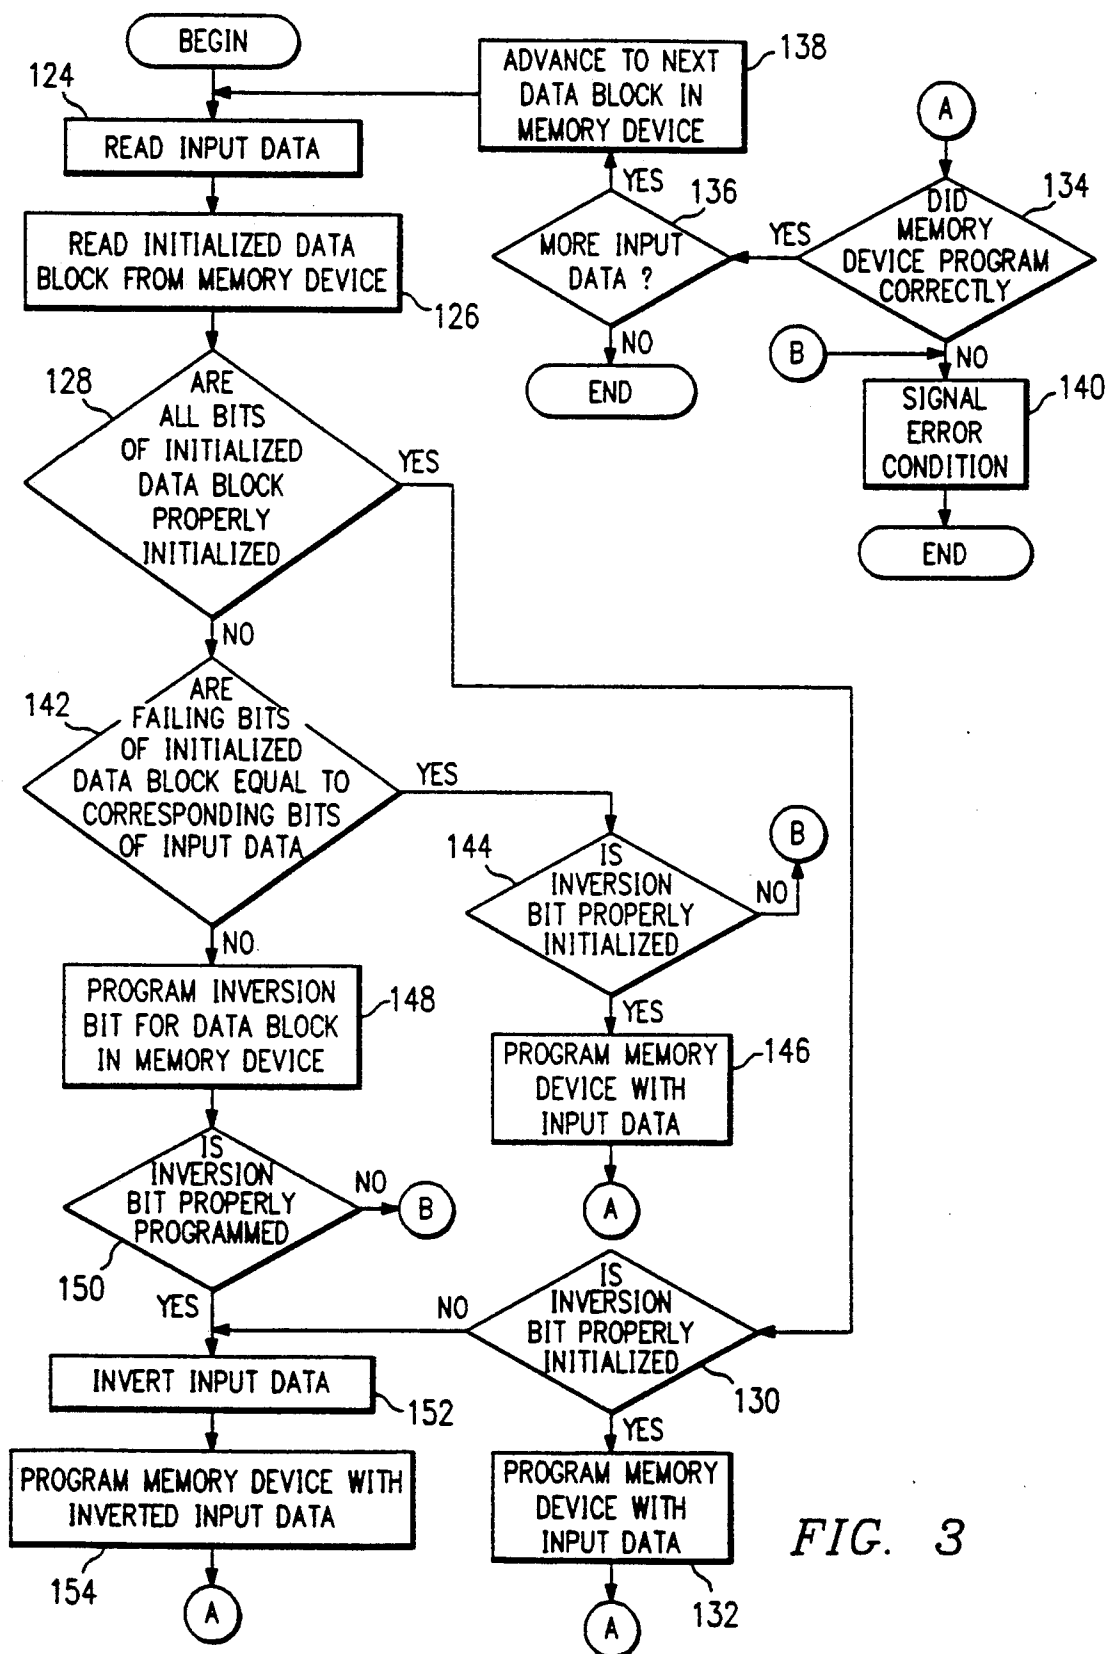 BEGIN
124
READ INPUT DATA
READ INITIALIZED DATA
BLOCK FROM MEMORY DEVICE
126
128
ARE
ALL BITS
OF INITIALIZED
DATA BLOCK
PROPERLY
INITIALIZED
YES
NO
142
ARE
FAILING BITS
OF INITIALIZED
DATA BLOCK EQUAL TO
CORRESPONDING BITS
OF INPUT DATA
YES
NO
PROGRAM INVERSION
BIT FOR DATA BLOCK
IN MEMORY DEVICE
148
IS
INVERSION
BIT PROPERLY
PROGRAMMED
NO
B
150
YES
INVERT INPUT DATA
152
PROGRAM MEMORY DEVICE WITH
INVERTED INPUT DATA
154
A
ADVANCE TO NEXT
DATA BLOCK IN
MEMORY DEVICE
138
YES
136
MORE INPUT
DATA ?
NO
END
A
DID
MEMORY
DEVICE PROGRAM
CORRECTLY
134
YES
B
NO
SIGNAL
ERROR
CONDITION
140
END
144
IS
INVERSION
BIT PROPERLY
INITIALIZED
NO
B
YES
PROGRAM MEMORY
DEVICE WITH
INPUT DATA
146
A
IS
INVERSION
BIT PROPERLY
INITIALIZED
NO
130
YES
PROGRAM MEMORY
DEVICE WITH
INPUT DATA
132
A
FIG. 3